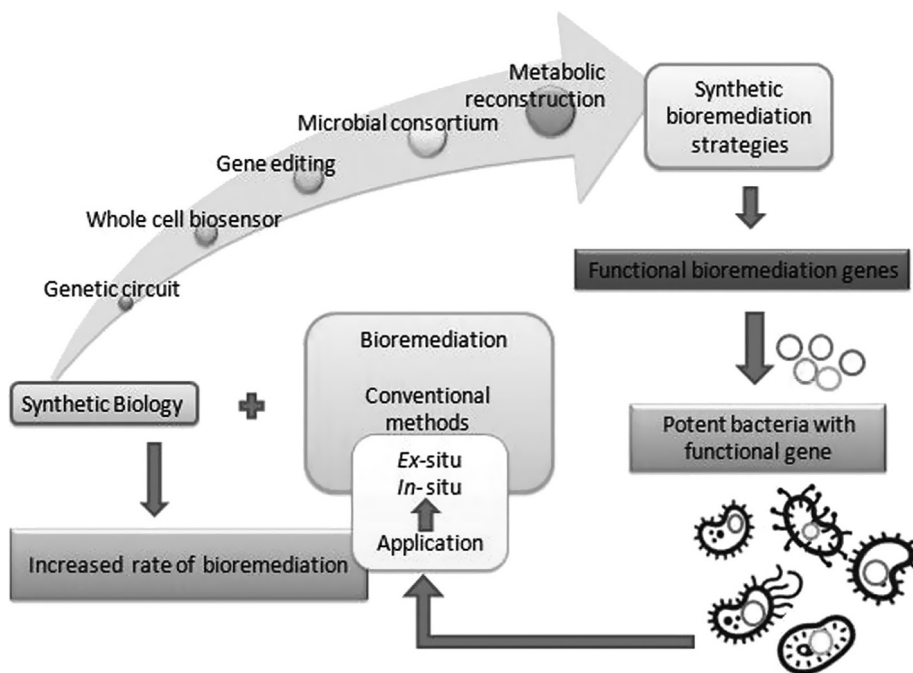 Metabolic
reconstruction
Microbial consortium
Gene editing
Whole cell biosensor
Genetic circuit
Synthetic
bioremediation
strategies
Functional bioremediation genes
Potent bacteria with
functional gene
Synthetic Biology
Bioremediation
Conventional
methods
Ex-situ
In-situ
Application
Increased rate of bioremediation